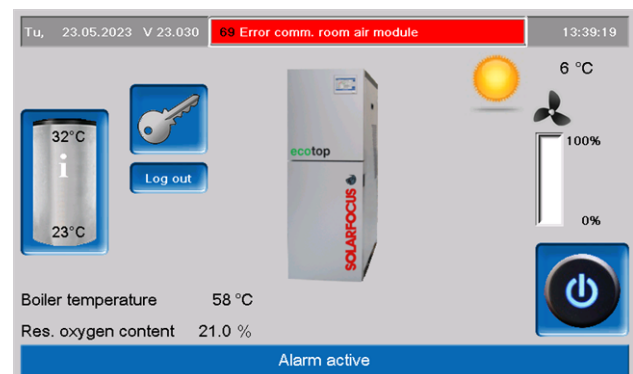 Tu, 23.05.2023 V 23.030 69 Error comm. room air module 13:39:19
6 °C
32°C
i
23°C
Log out
ecotop
SOLARFOCUS
100%
0%
Boiler temperature 58 °C
Res. oxygen content 21.0 %
Alarm active